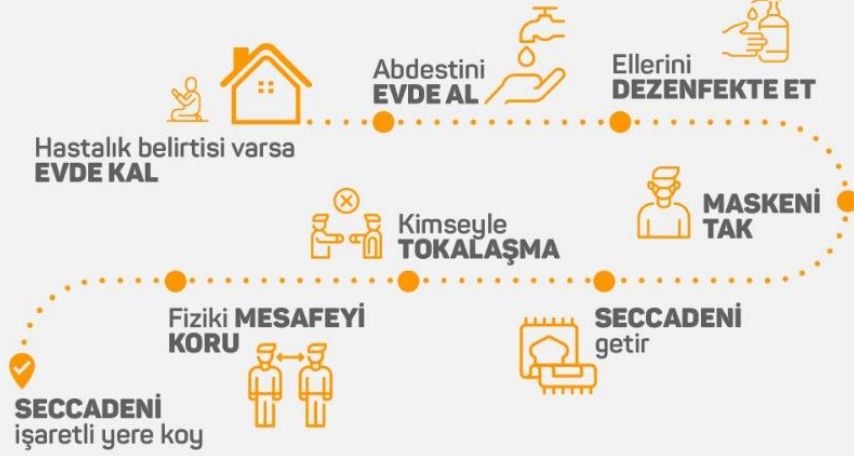 Hastalık belirtisi varsa
EVDE KAL
Abdestini
EVDE AL
Ellerini
DEZENFEKTE ET
MASKENİ
TAK
SECCADENİ
getir
Kimseyle
TOKALAŞMA
Fiziki MESAFEYİ
KORU
SECCADENİ
işaretli yere koy